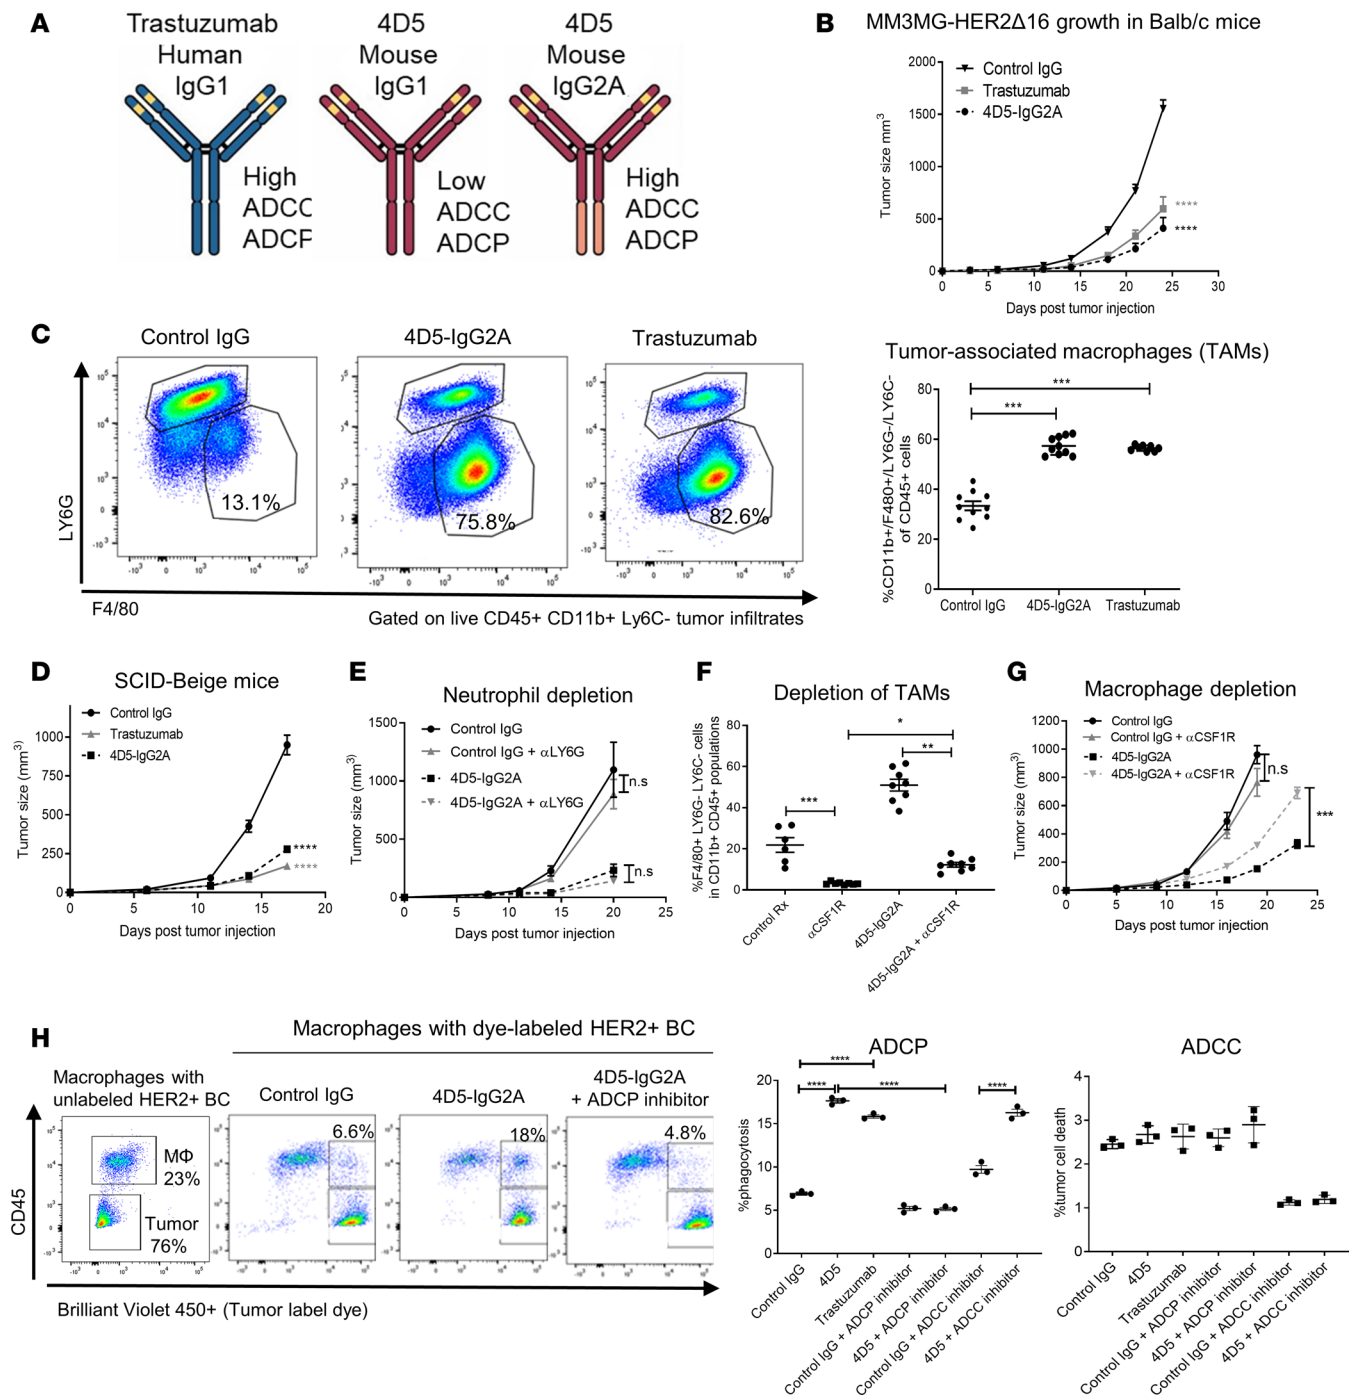 A
Trastuzumab
Human
IgG1
High
ADCC
ADCP
4D5
Mouse
IgG1
Low
ADCC
ADCP
4D5
Mouse
IgG2A
High
ADCC
ADCP
B
MM3MG-HER2Δ16 growth in Balb/c mice
Control IgG
Trastuzumab
4D5-IgG2A
Tumor size mm3
2000
1500
1000
500
0
****
****
0 5 10 15 20 25 30
Days post tumor injection
C
Control IgG
4D5-IgG2A
Trastuzumab
13.1%
75.8%
82.6%
LY6G
F4/80
Gated on live CD45+ CD11b+ Ly6C- tumor infiltrates
Tumor-associated macrophages (TAMs)
%CD11b+/F480+/LY6G-/LY6C-
of CD45+ cells
80
60
40
20
0
***
***
Control IgG 4D5-IgG2A Trastuzumab
D
SCID-Beige mice
Control IgG
Trastuzumab
4D5-IgG2A
Tumor size (mm3)
1000
750
500
250
0
****
****
0 5 10 15 20
Days post tumor injection
E
Neutrophil depletion
Control IgG
Control IgG + αLY6G
4D5-IgG2A
4D5-IgG2A + αLY6G
Tumor size (mm3)
1500
1000
500
0
n.s
n.s
0 5 10 15 20 25
Days post tumor injection
F
Depletion of TAMs
%F4/80+ LY6G- LY6C- cells
in CD11b+ CD45+ populations
80
60
40
20
0
*
**
***
Control Rx
αCSF1R
4D5-IgG2A
4D5-IgG2A + αCSF1R
G
Macrophage depletion
Control IgG
Control IgG + αCSF1R
4D5-IgG2A
4D5-IgG2A + αCSF1R
Tumor size (mm3)
1200
1000
800
600
400
200
0
n.s
***
0 5 10 15 20 25
Days post tumor injection
H
Macrophages with dye-labeled HER2+ BC
Macrophages with
unlabeled HER2+ BC
Control IgG
4D5-IgG2A
4D5-IgG2A
+ ADCP inhibitor
MΦ
23%
Tumor
76%
6.6%
18%
4.8%
CD45
Brilliant Violet 450+ (Tumor label dye)
ADCP
%phagocytosis
20
15
10
5
0
****
****
****
****
Control IgG
4D5
Trastuzumab
Control IgG + ADCP inhibitor
4D5 + ADCP inhibitor
Control IgG + ADCC inhibitor
4D5 + ADCC inhibitor
ADCC
%tumor cell death
4
3
2
1
0
Control IgG
4D5
Trastuzumab
Control IgG + ADCP inhibitor
4D5 + ADCP inhibitor
Control IgG + ADCC inhibitor
4D5 + ADCC inhibitor